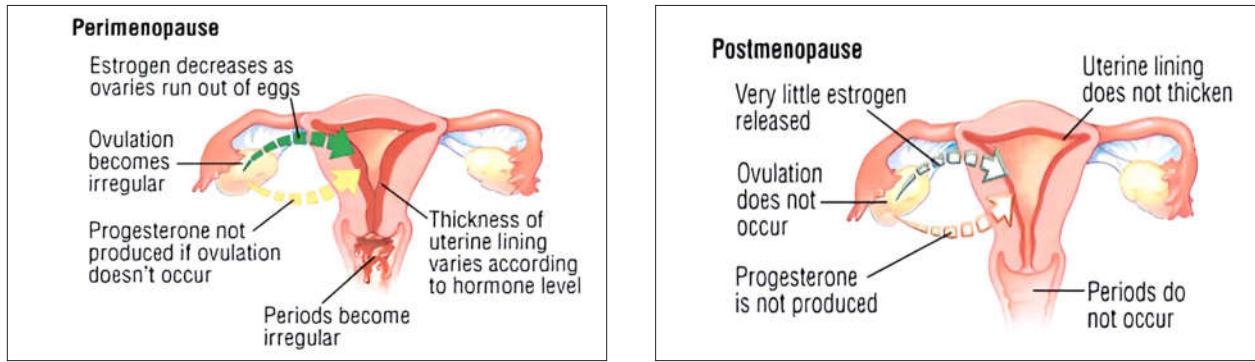 Perimenopause
Estrogen decreases as
ovaries run out of eggs
Ovulation
becomes
irregular
Progesterone not
produced if ovulation
doesn't occur
Thickness of
uterine lining
varies according
to hormone level
Periods become
irregular
Postmenopause
Very little estrogen
released
Uterine lining
does not thicken
Ovulation
does not
occur
Progesterone
is not produced
Periods do
not occur